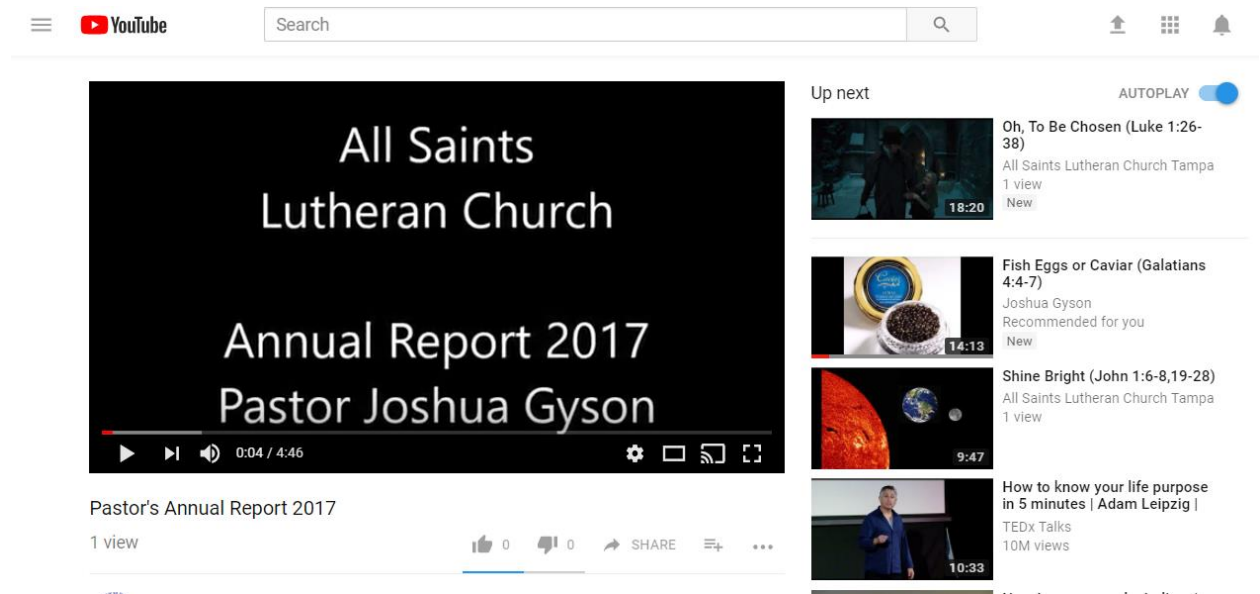 YouTube
Search
All Saints
Lutheran Church
Annual Report 2017
Pastor Joshua Gyson
0:04 / 4:46
Pastor's Annual Report 2017
1 view
0
0
SHARE
Up next
AUTOPLAY
18:20
Oh, To Be Chosen (Luke 1:26-
38)
All Saints Lutheran Church Tampa
1 view
New
14:13
Fish Eggs or Caviar (Galatians
4:4-7)
Joshua Gyson
Recommended for you
New
9:47
Shine Bright (John 1:6-8,19-28)
All Saints Lutheran Church Tampa
1 view
10:33
How to know your life purpose
in 5 minutes | Adam Leipzig |
TEDx Talks
10M views